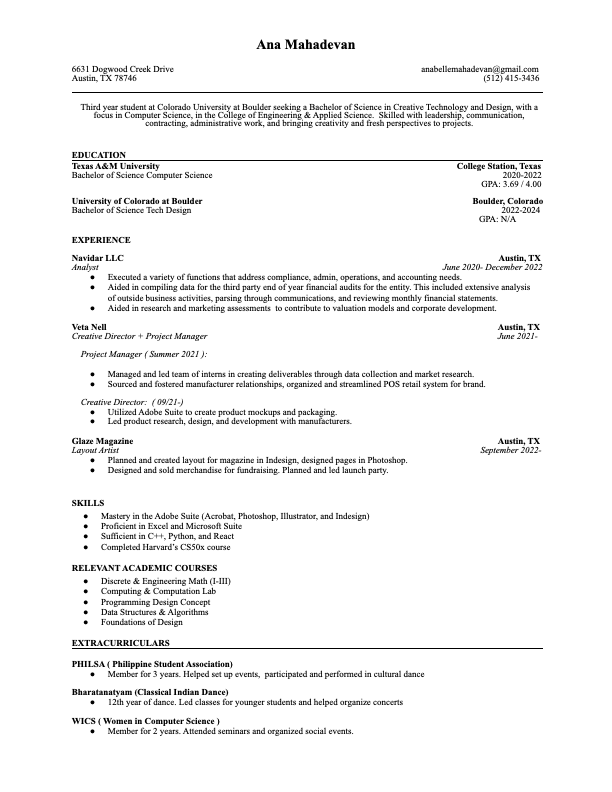 Ana Mahadevan
6631 Dogwood Creek Drive anabellemahadevan@gmail.com
Austin, TX 78746 (512) 415-3436
Third year student at Colorado University at Boulder seeking a Bachelor of Science in Creative Technology and Design, with a
focus in Computer Science, in the College of Engineering & Applied Science. Skilled with leadership, communication,
contracting, administrative work, and bringing creativity and fresh perspectives to projects.
EDUCATION
Texas A&M University College Station, Texas
Bachelor of Science Computer Science 2020-2022
GPA: 3.69 / 4.00
University of Colorado at Boulder Boulder, Colorado
Bachelor of Science Tech Design 2022-2024
GPA: N/A
EXPERIENCE
Navidar LLC Austin, TX
Analyst June 2020- December 2022
● Executed a variety of functions that address compliance, admin, operations, and accounting needs.
● Aided in compiling data for the third party end of year financial audits for the entity. This included extensive analysis
of outside business activities, parsing through communications, and reviewing monthly financial statements.
● Aided in research and marketing assessments to contribute to valuation models and corporate development.
Veta Nell Austin, TX
Creative Director + Project Manager June 2021-
Project Manager ( Summer 2021 ):
● Managed and led team of interns in creating deliverables through data collection and market research.
● Sourced and fostered manufacturer relationships, organized and streamlined POS retail system for brand.
Creative Director: ( 09/21-)
● Utilized Adobe Suite to create product mockups and packaging.
● Led product research, design, and development with manufacturers.
Glaze Magazine Austin, TX
Layout Artist September 2022-
● Planned and created layout for magazine in Indesign, designed pages in Photoshop.
● Designed and sold merchandise for fundraising. Planned and led launch party.
SKILLS
● Mastery in the Adobe Suite (Acrobat, Photoshop, Illustrator, and Indesign)
● Proficient in Excel and Microsoft Suite
● Sufficient in C++, Python, and React
● Completed Harvard's CS50x course
RELEVANT ACADEMIC COURSES
● Discrete & Engineering Math (I-III)
● Computing & Computation Lab
● Programming Design Concept
● Data Structures & Algorithms
● Foundations of Design
EXTRACURRICULARS
PHILSA ( Philippine Student Association)
● Member for 3 years. Helped set up events, participated and performed in cultural dance
Bharatanatyam (Classical Indian Dance)
● 12th year of dance. Led classes for younger students and helped organize concerts
WICS ( Women in Computer Science )
● Member for 2 years. Attended seminars and organized social events.